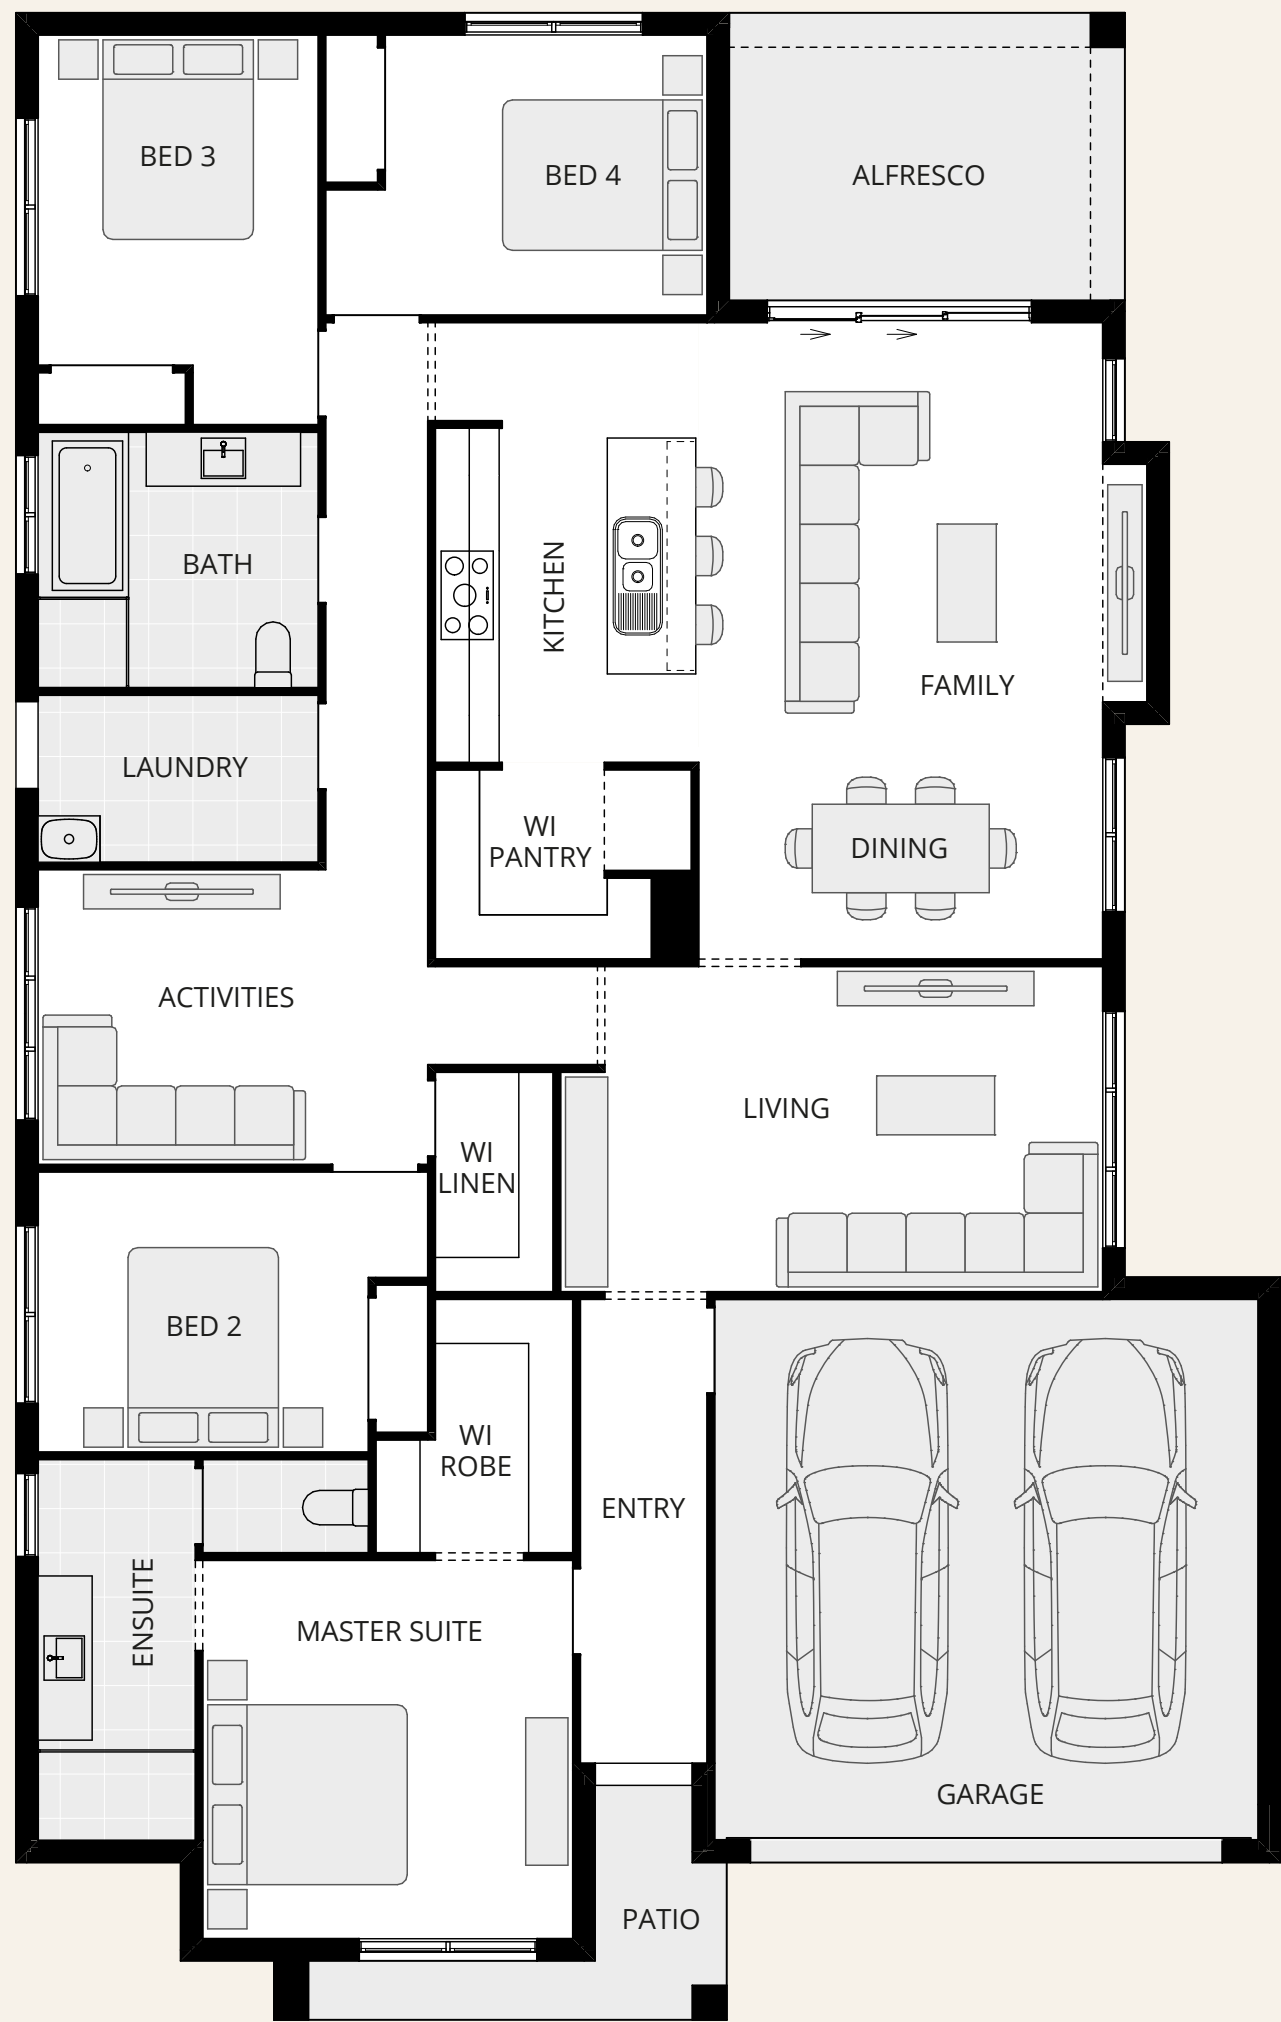 BED 3
BED 4
ALFRESCO
BATH
KITCHEN
FAMILY
LAUNDRY
WI
PANTRY
DINING
ACTIVITIES
LIVING
WI
LINEN
BED 2
WI
ROBE
ENTRY
ENSUITE
MASTER SUITE
GARAGE
PATIO